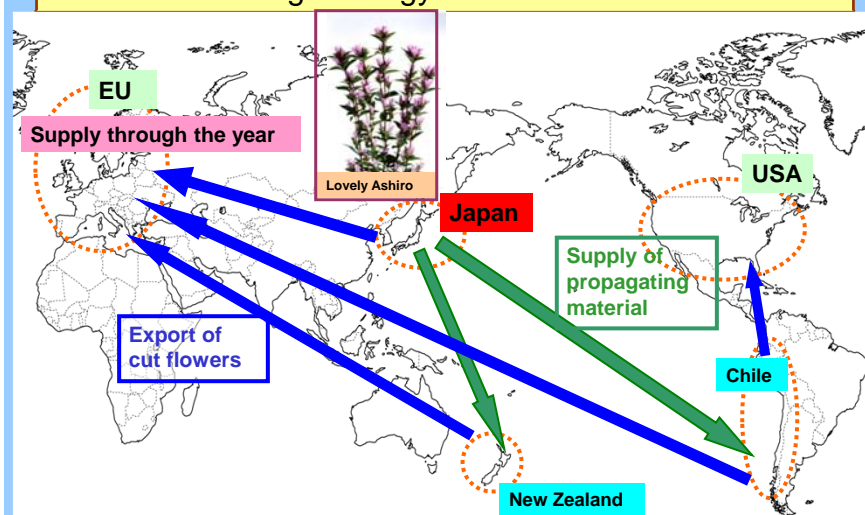 EU
Supply through the year
Lovely Ashiro
Japan
USA
Supply of
propagating
material
Export of
cut flowers
Chile
New Zealand